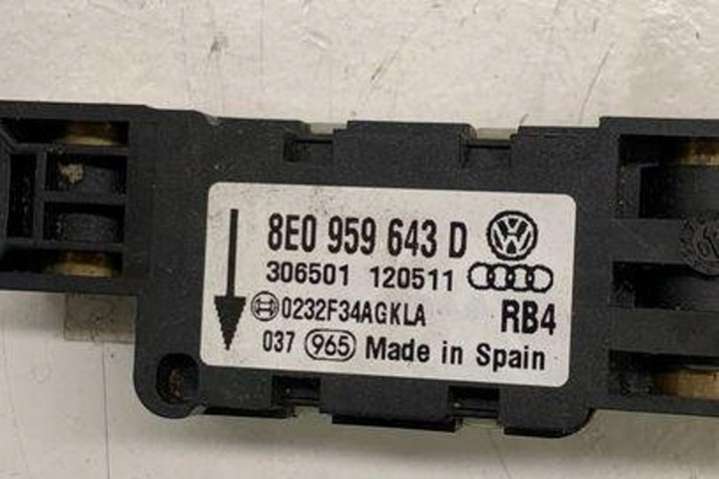 8E0 959 643 D
306501 120511
0232F34AGKLA RB4
037 965 Made in Spain